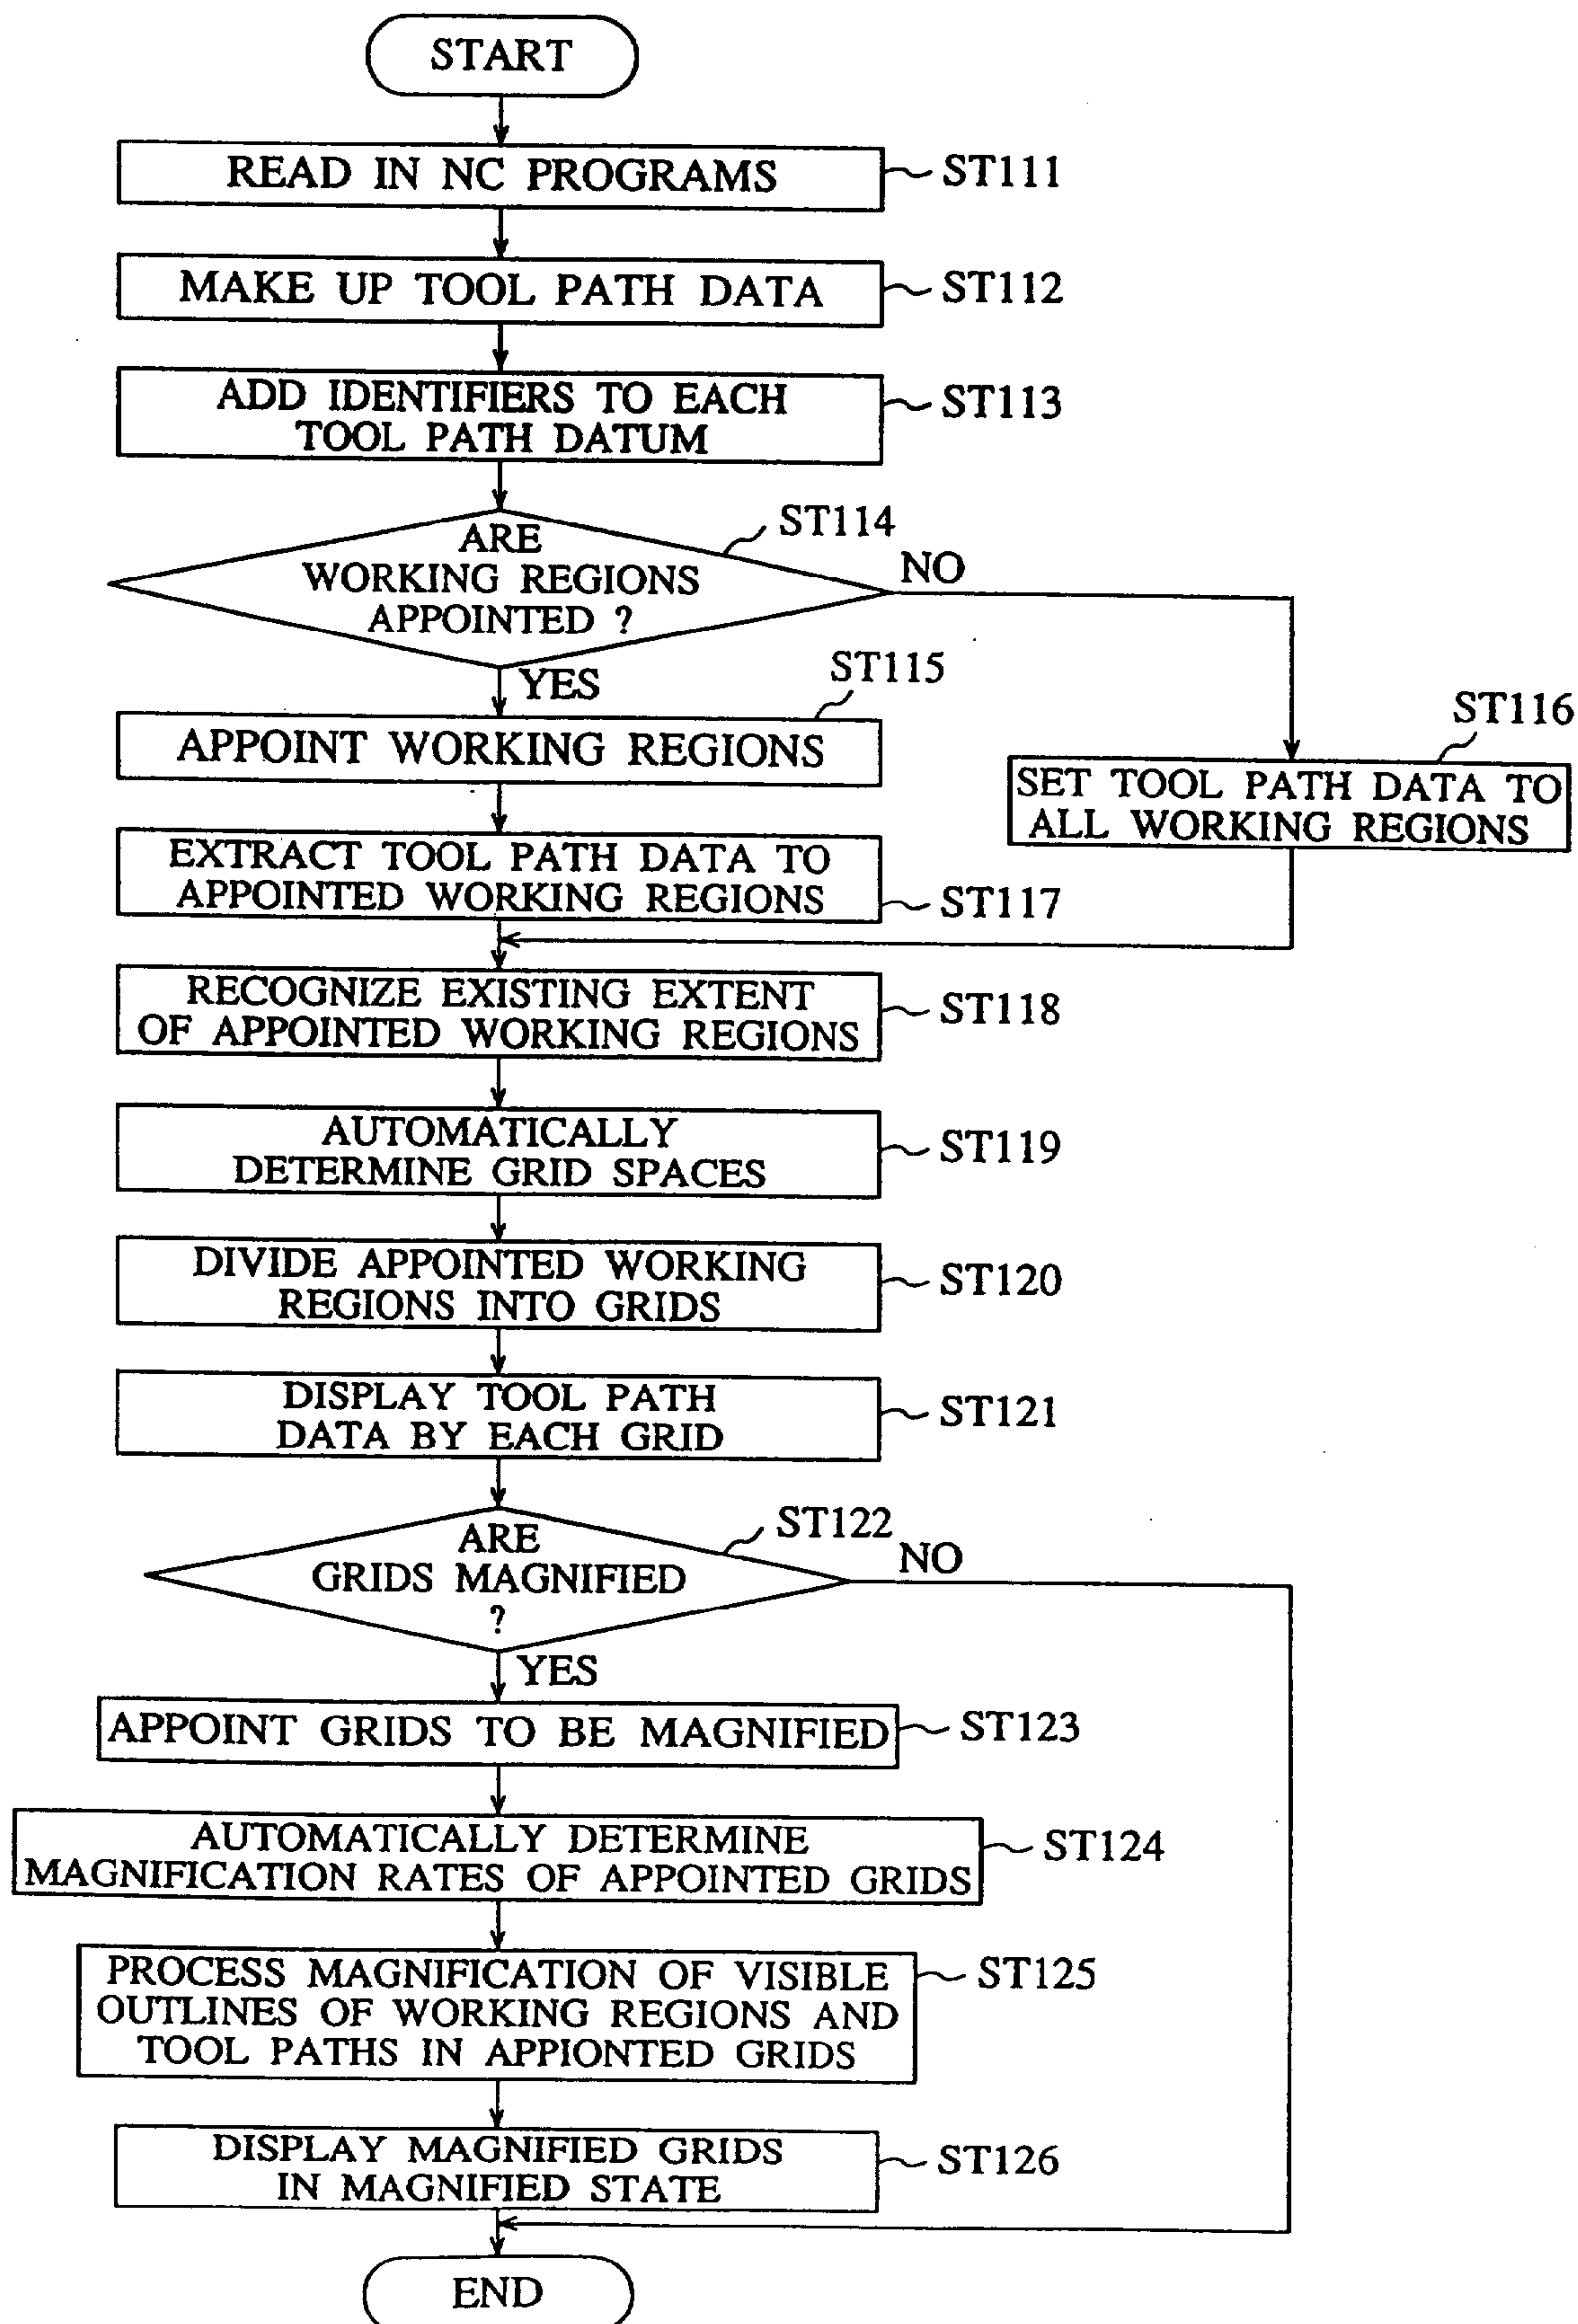 START
READ IN NC PROGRAMS
ST111
MAKE UP TOOL PATH DATA
ST112
ADD IDENTIFIERS TO EACH
TOOL PATH DATUM
ST113
ST114
ARE
WORKING REGIONS
APPOINTED ?
NO
YES
ST115
APPOINT WORKING REGIONS
ST116
SET TOOL PATH DATA TO
ALL WORKING REGIONS
EXTRACT TOOL PATH DATA TO
APPOINTED WORKING REGIONS
ST117
RECOGNIZE EXISTING EXTENT
OF APPOINTED WORKING REGIONS
ST118
AUTOMATICALLY
DETERMINE GRID SPACES
ST119
DIVIDE APPOINTED WORKING
REGIONS INTO GRIDS
ST120
DISPLAY TOOL PATH
DATA BY EACH GRID
ST121
ST122
ARE
GRIDS MAGNIFIED
?
NO
YES
APPOINT GRIDS TO BE MAGNIFIED
ST123
AUTOMATICALLY DETERMINE
MAGNIFICATION RATES OF APPOINTED GRIDS
ST124
PROCESS MAGNIFICATION OF VISIBLE
OUTLINES OF WORKING REGIONS AND
TOOL PATHS IN APPIONTED GRIDS
ST125
DISPLAY MAGNIFIED GRIDS
IN MAGNIFIED STATE
ST126
END